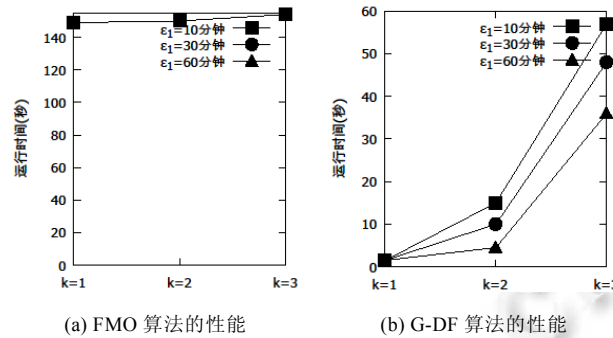 140
120
100
80
60
40
20
0
运行时间(秒)
ε₁=10分钟
ε₁=30分钟
ε₁=60分钟
k=1 k=2 k=3
(a) FMO 算法的性能
60
50
40
30
20
10
0
运行时间(秒)
ε₁=10分钟
ε₁=30分钟
ε₁=60分钟
k=1 k=2 k=3
(b) G-DF 算法的性能